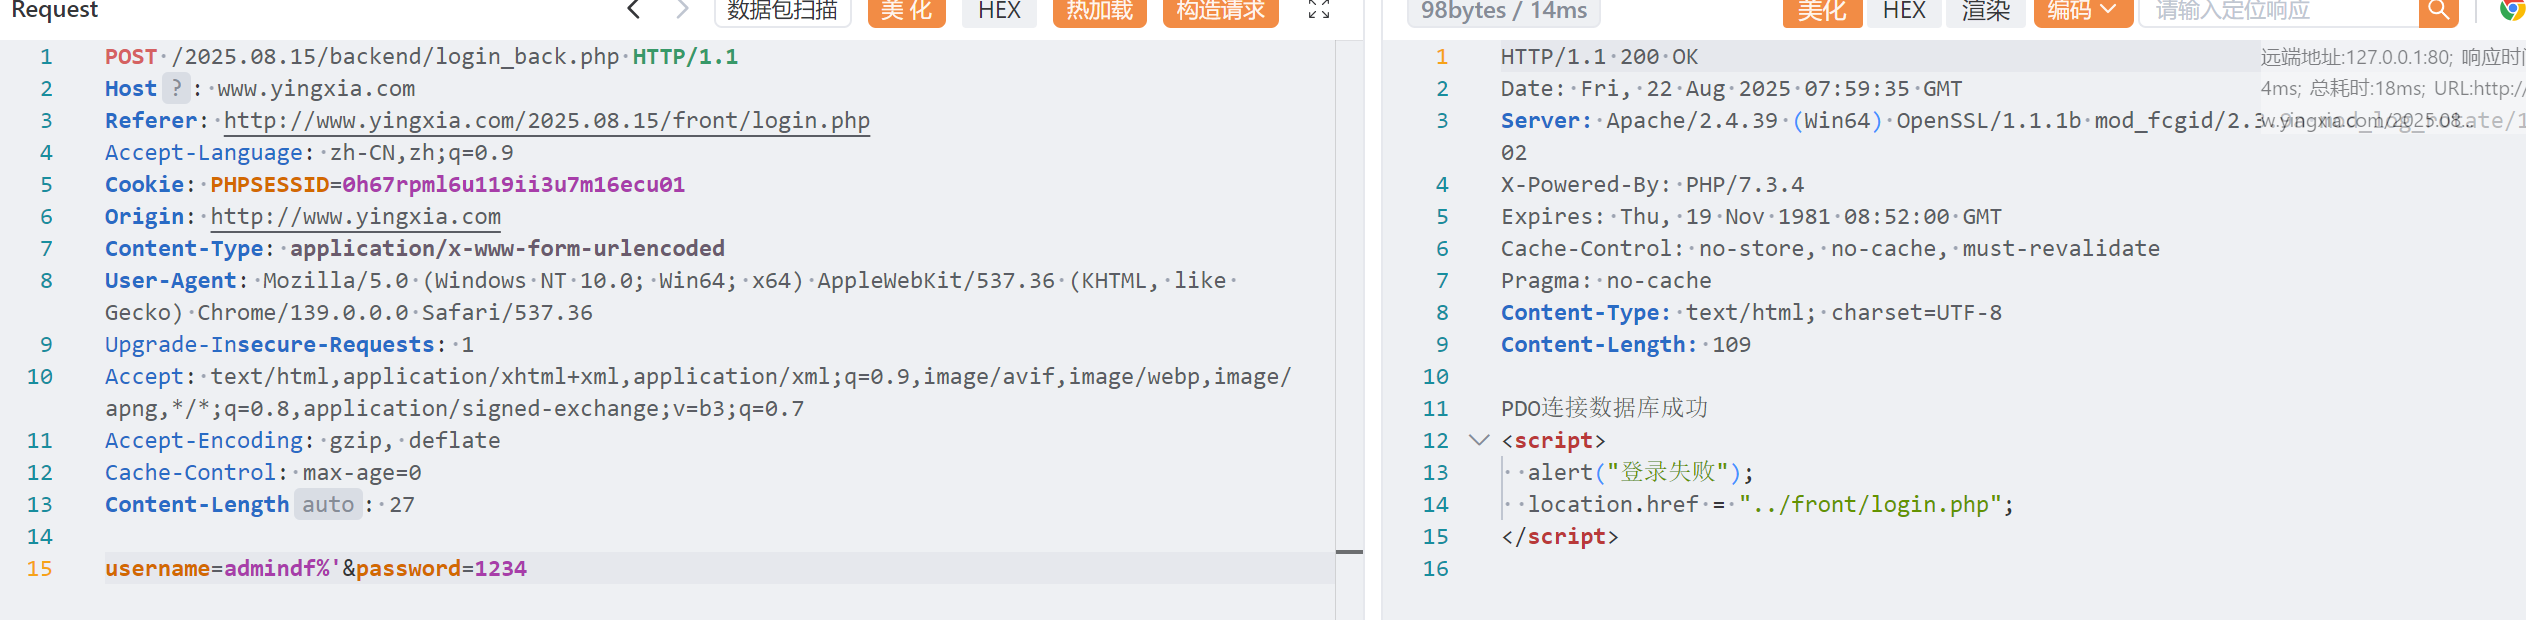 Request
数据包扫描
美 化
HEX
热加载
构造请求
1 POST /2025.08.15/backend/login_back.php HTTP/1.1
2 Host ? : www.yingxia.com
3 Referer: http://www.yingxia.com/2025.08.15/front/login.php
4 Accept-Language: zh-CN,zh;q=0.9
5 Cookie: PHPSESSID=0h67rpml6u119ii3u7m16ecu01
6 Origin: http://www.yingxia.com
7 Content-Type: application/x-www-form-urlencoded
8 User-Agent: Mozilla/5.0 (Windows NT 10.0; Win64; x64) AppleWebKit/537.36 (KHTML, like
Gecko) Chrome/139.0.0.0 Safari/537.36
9 Upgrade-Insecure-Requests: 1
10 Accept: text/html,application/xhtml+xml,application/xml;q=0.9,image/avif,image/webp,image/
apng,*/*;q=0.8,application/signed-exchange;v=b3;q=0.7
11 Accept-Encoding: gzip, deflate
12 Cache-Control: max-age=0
13 Content-Length auto : 27
14
15 username=admindf%'&password=1234
98bytes / 14ms
美化
HEX
渲染
编码
请输入定位响应
1 HTTP/1.1 200 OK
远端地址:127.0.0.1:80; 响应时
2 Date: Fri, 22 Aug 2025 07:59:35 GMT
4ms; 总耗时:18ms; URL:http:/
3 Server: Apache/2.4.39 (Win64) OpenSSL/1.1.1b mod_fcgid/2.3
w.yingxia.com/2025.08...
02
4 X-Powered-By: PHP/7.3.4
5 Expires: Thu, 19 Nov 1981 08:52:00 GMT
6 Cache-Control: no-store, no-cache, must-revalidate
7 Pragma: no-cache
8 Content-Type: text/html; charset=UTF-8
9 Content-Length: 109
10
11 PDO连接数据库成功
12 <script>
13 alert("登录失败");
14 location.href = "../front/login.php";
15 </script>
16